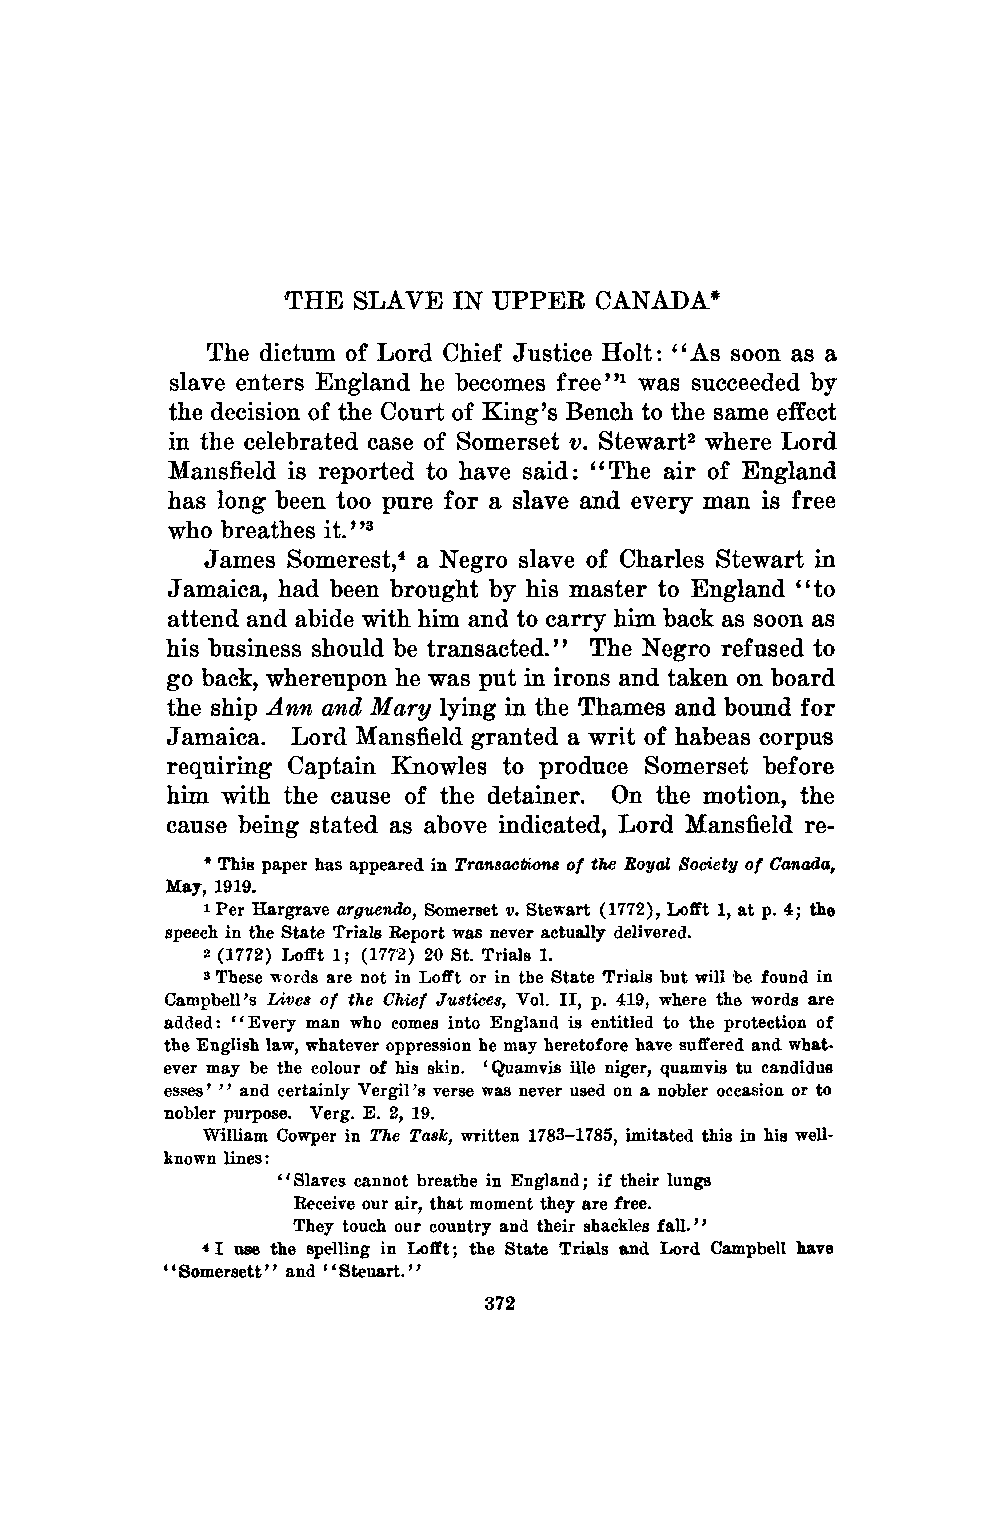 THE SLAVE IN UPPER CANADA*
The dictum of Lord Chief Justice Holt: "As soon as a
slave enters England he becomes free"1 was succeeded by
the decision of the Court of King's Bench to the same effect
in the celebrated case of Somerset v. Stewart2 where Lord
Mansfield is reported to have said: "The air of England
has long been too pure for a slave and every man is free
who breathes it."3
James Somerest,4 a Negro slave of Charles Stewart in
Jamaica, had been brought by his master to England "to
attend and abide with him and to carry him back as soon as
his business should be transacted." The Negro refused to
go back, whereupon he was put in irons and taken on board
the ship Ann and Mary lying in the Thames and bound for
Jamaica. Lord Mansfield granted a writ of habeas corpus
requiring Captain Knowles to produce Somerset before
him with the cause of the detainer. On the motion, the
cause being stated as above indicated, Lord Mansfield re-
* This paper has appeared in Transactions of the Royal Society of Canada,
May, 1919.
1 Per Hargrave arguendo, Somerset v. Stewart (1772), Lofft 1, at p. 4; the
speech in the State Trials Report was never actually delivered.
2 (1772) Lofft 1; (1772) 20 St. Trials 1.
3 These words are not in Lofft or in the State Trials but will be found in
Campbell's Lives of the Chief Justices, Vol. II, p. 419, where the words are
added: "Every man who comes into England is entitled to the protection of
the English law, whatever oppression he may heretofore have suffered and what-
ever may be the colour of his skin. 'Quamvis ille niger, quamvis tu candidus
esses' " and certainly Vergil's verse was never used on a nobler occasion or to
nobler purpose. Verg. E. 2, 19.
William Cowper in The Task, written 1783–1785, imitated this in his well-
known lines:
"Slaves cannot breathe in England; if their lungs
Receive our air, that moment they are free.
They touch our country and their shackles fall."
4 I use the spelling in Lofft; the State Trials and Lord Campbell have
"Somersett" and "Steuart."
372